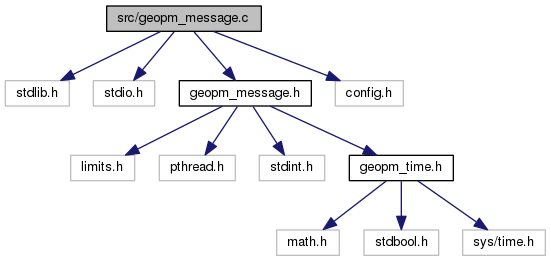 src/geopm_message.c
stdlib.h
stdio.h
geopm_message.h
config.h
limits.h
pthread.h
stdint.h
geopm_time.h
math.h
stdbool.h
sys/time.h